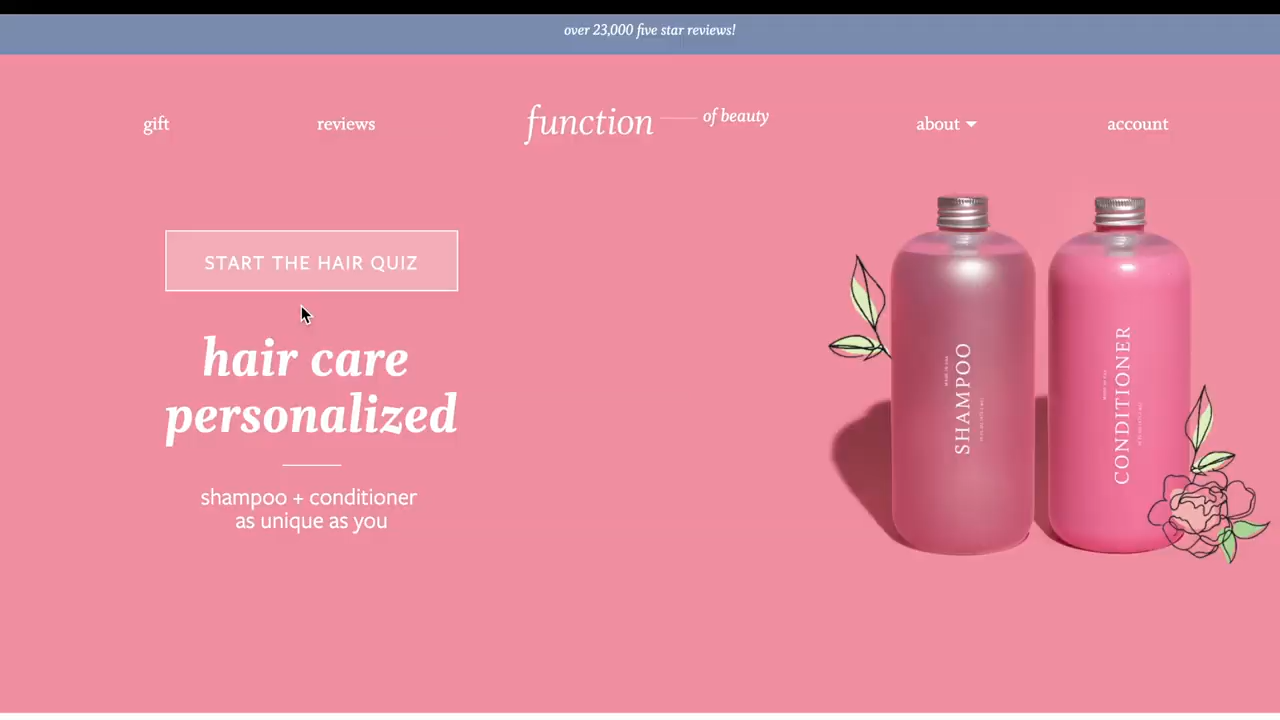 over 23,000 five star reviews!
gift
reviews
function of beauty
about
account
START THE HAIR QUIZ
hair care
personalized
shampoo + conditioner
as unique as you
SHAMPOO
CONDITIONER